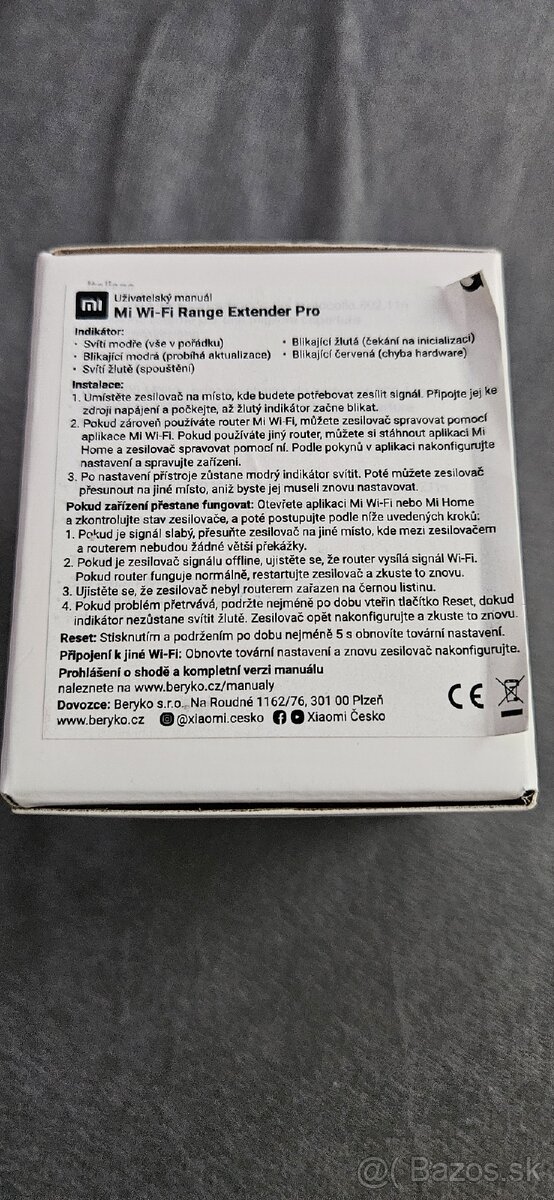 Italiano
mi
Uživatelský manuál
Mi Wi-Fi Range Extender Pro
Indikátor:
· Svítí modře (vše v pořádku)
· Blikající modrá (probíhá aktualizace)
· Svítí žlutě (spouštění)
· Blikající žlutá (čekání na inicializaci)
· Blikající červená (chyba hardware)
Instalace:
1. Umístěte zesilovač na místo, kde budete potřebovat zesílit signál. Připojte jej ke
zdroji napájení a počkejte, až žlutý indikátor začne blikat.
2. Pokud zároveň používáte router Mi Wi-Fi, můžete zesilovač spravovat pomocí
aplikace Mi Wi-Fi. Pokud používáte jiný router, můžete si stáhnout aplikaci Mi
Home a zesilovač spravovat pomocí ní. Podle pokynů v aplikaci nakonfigurujte
nastavení a spravujte zařízení.
3. Po nastavení přístroje zůstane modrý indikátor svítit. Poté můžete zesilovač
přesunout na jiné místo, aniž byste jej museli znovu nastavovat.
Pokud zařízení přestane fungovat: Otevřete aplikaci Mi Wi-Fi nebo Mi Home
a zkontrolujte stav zesilovače, a poté postupujte podle níže uvedených kroků:
1. Pokud je signál slabý, přesuňte zesilovač na jiné místo, kde mezi zesilovačem
a routerem nebudou žádné větší překážky.
2. Pokud je zesilovač signálu offline, ujistěte se, že router vysílá signál Wi-Fi.
Pokud router funguje normálně, restartujte zesilovač a zkuste to znovu.
3. Ujistěte se, že zesilovač nebyl routerem zařazen na černou listinu.
4. Pokud problém přetrvává, podržte nejméně po dobu vteřin tlačítko Reset, dokud
indikátor nezůstane svítit žlutě. Zesilovač opět nakonfigurujte a zkuste to znovu.
Reset: Stisknutím a podržením po dobu nejméně 5 s obnovíte tovární nastavení.
Připojení k jiné Wi-Fi: Obnovte tovární nastavení a znovu zesilovač nakonfigurujte.
Prohlášení o shodě a kompletní verzi manuálu
naleznete na www.beryko.cz/manualy
Dovozce: Beryko s.r.o., Na Roudné 1162/76, 301 00 Plzeň
www.beryko.cz @xiaomi.cesko Xiaomi Česko
CE
@( Bazos.sk